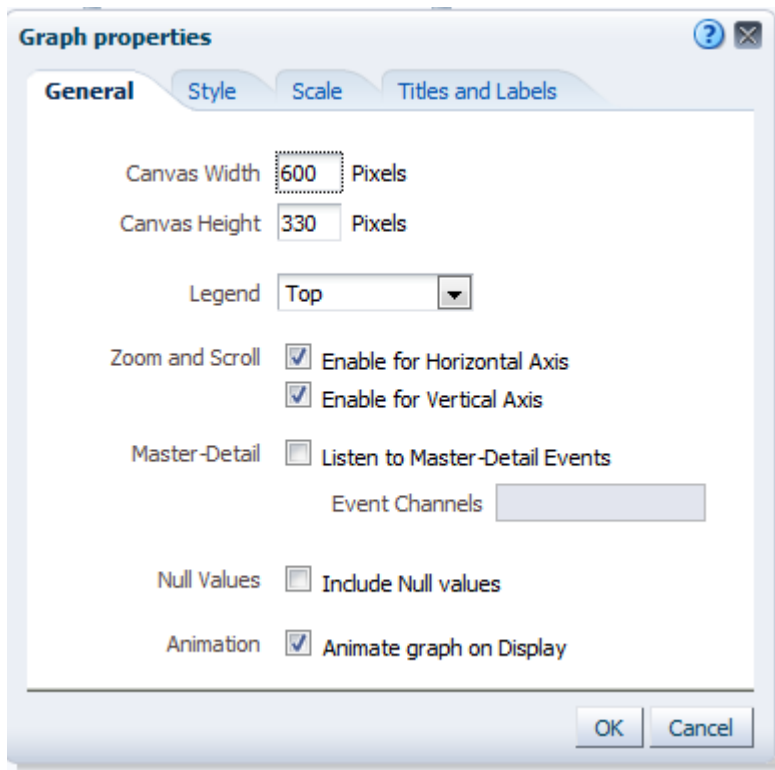 Graph properties
General Style Scale Titles and Labels
Canvas Width 600 Pixels
Canvas Height 330 Pixels
Legend Top
Zoom and Scroll Enable for Horizontal Axis
Enable for Vertical Axis
Master-Detail Listen to Master-Detail Events
Event Channels
Null Values Include Null values
Animation Animate graph on Display
OK Cancel